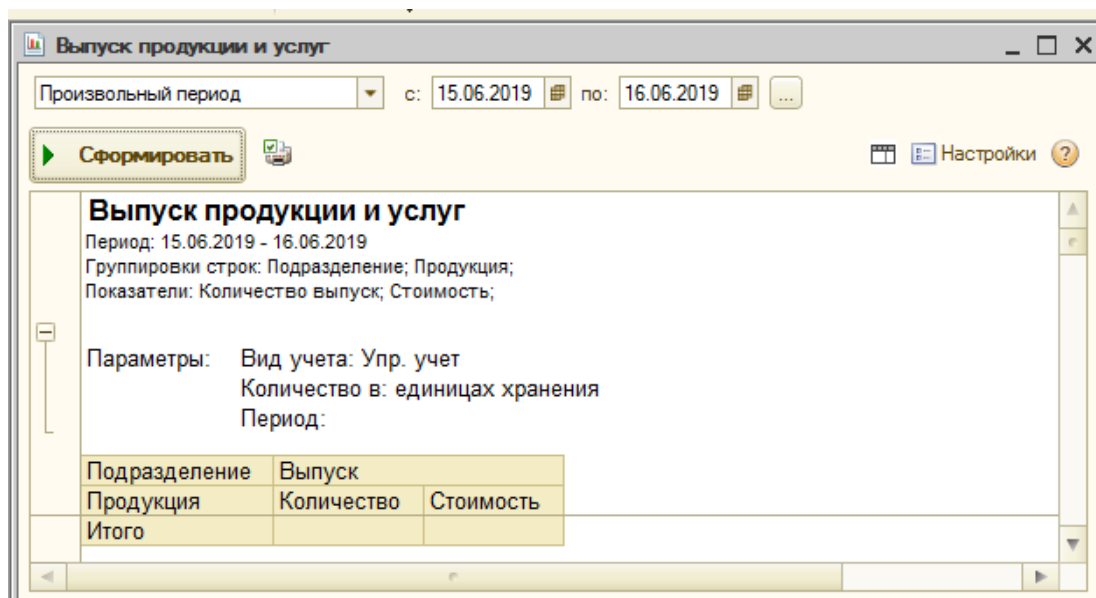 Выпуск продукции и услуг
Произвольный период с: 15.06.2019 по: 16.06.2019 ...
Сформировать Настройки ?
Выпуск продукции и услуг
Период: 15.06.2019 - 16.06.2019
Группировки строк: Подразделение; Продукция;
Показатели: Количество выпуск; Стоимость;
Параметры: Вид учета: Упр. учет
Количество в: единицах хранения
Период:
Подразделение Выпуск
Продукция Количество Стоимость
Итого